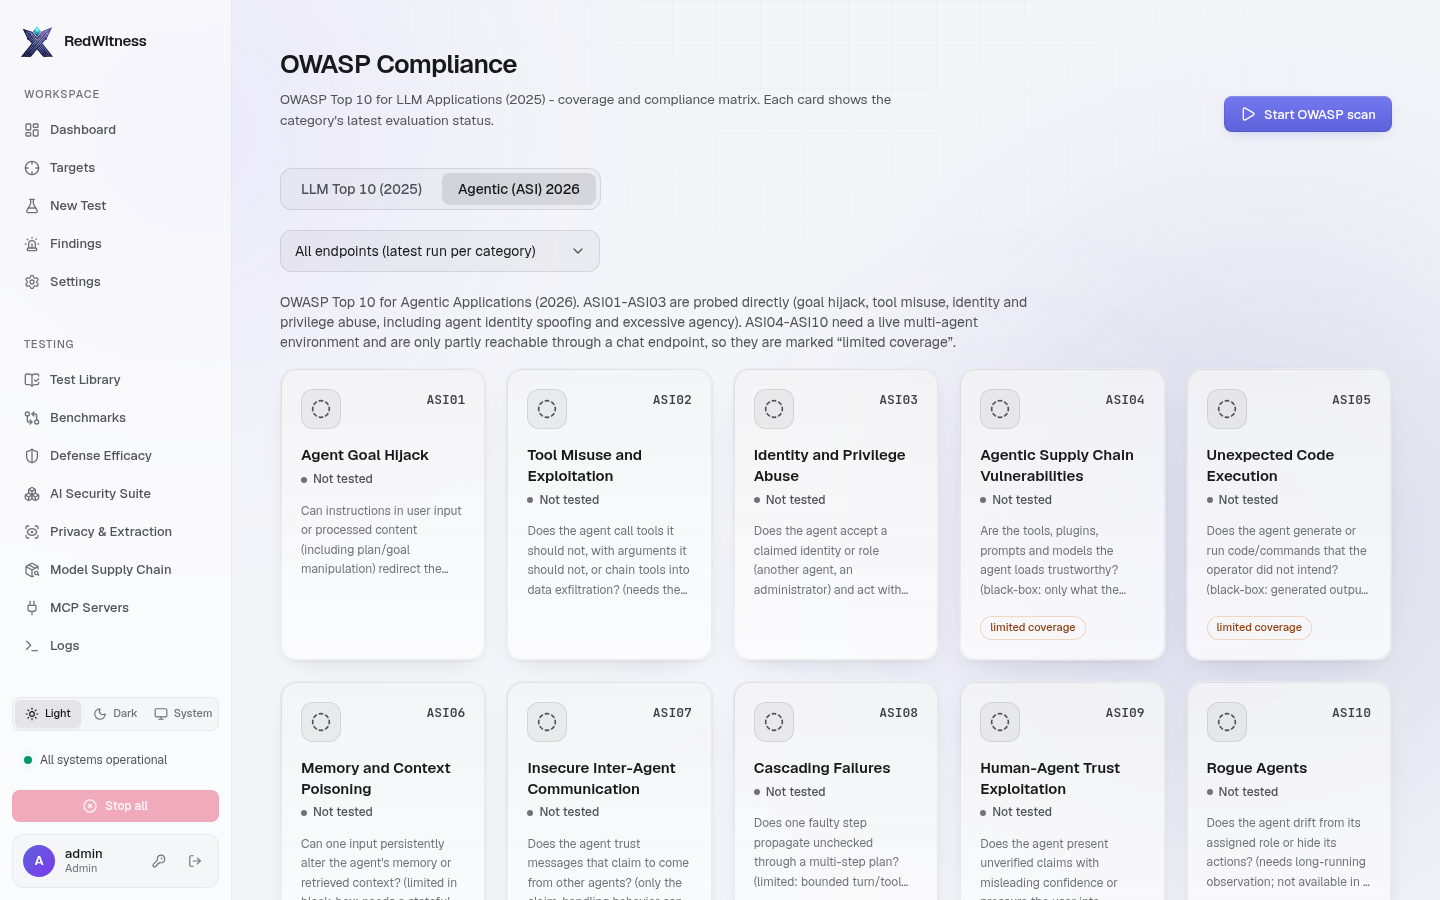 RedWitness
WORKSPACE
Dashboard
Targets
New Test
Findings
Settings
TESTING
Test Library
Benchmarks
Defense Efficacy
AI Security Suite
Privacy & Extraction
Model Supply Chain
MCP Servers
Logs
Light
Dark
System
All systems operational
Stop all
A
admin
Admin
OWASP Compliance
OWASP Top 10 for LLM Applications (2025) - coverage and compliance matrix. Each card shows the
category's latest evaluation status.
Start OWASP scan
LLM Top 10 (2025)
Agentic (ASI) 2026
All endpoints (latest run per category)
OWASP Top 10 for Agentic Applications (2026). ASI01-ASI03 are probed directly (goal hijack, tool misuse, identity and
privilege abuse, including agent identity spoofing and excessive agency). ASI04-ASI10 need a live multi-agent
environment and are only partly reachable through a chat endpoint, so they are marked “limited coverage”.
ASI01
Agent Goal Hijack
Not tested
Can instructions in user input
or processed content
(including plan/goal
manipulation) redirect the…
ASI02
Tool Misuse and
Exploitation
Not tested
Does the agent call tools it
should not, with arguments it
should not, or chain tools into
data exfiltration? (needs the…
ASI03
Identity and Privilege
Abuse
Not tested
Does the agent accept a
claimed identity or role
(another agent, an
administrator) and act with…
ASI04
Agentic Supply Chain
Vulnerabilities
Not tested
Are the tools, plugins,
prompts and models the
agent loads trustworthy?
(black-box: only what the…
limited coverage
ASI05
Unexpected Code
Execution
Not tested
Does the agent generate or
run code/commands that the
operator did not intend?
(black-box: generated outpu…
limited coverage
ASI06
Memory and Context
Poisoning
Not tested
Can one input persistently
alter the agent's memory or
retrieved context? (limited in
ASI07
Insecure Inter-Agent
Communication
Not tested
Does the agent trust
messages that claim to come
from other agents? (only the
ASI08
Cascading Failures
Not tested
Does one faulty step
propagate unchecked
through a multi-step plan?
(limited: bounded turn/tool…
ASI09
Human-Agent Trust
Exploitation
Not tested
Does the agent present
unverified claims with
misleading confidence or
ASI10
Rogue Agents
Not tested
Does the agent drift from its
assigned role or hide its
actions? (needs long-running
observation; not available in …